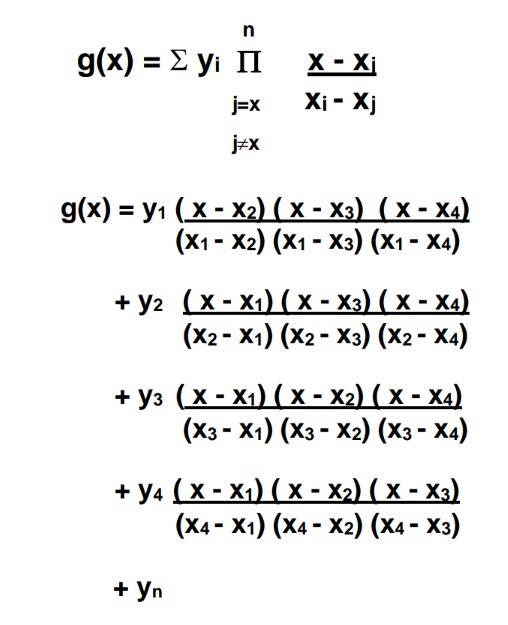 n
g(x) = Σ yi Π x - xj
j=x xi - xj
j≠x
g(x) = y1 ( x - x2) ( x - x3) ( x - x4)
(x1 - x2) (x1 - x3) (x1 - x4)
+ y2 ( x - x1) ( x - x3) ( x - x4)
(x2 - x1) (x2 - x3) (x2 - x4)
+ y3 ( x - x1) ( x - x2) ( x - x4)
(x3 - x1) (x3 - x2) (x3 - x4)
+ y4 ( x - x1) ( x - x2) ( x - x3)
(x4 - x1) (x4 - x2) (x4 - x3)
+ yn